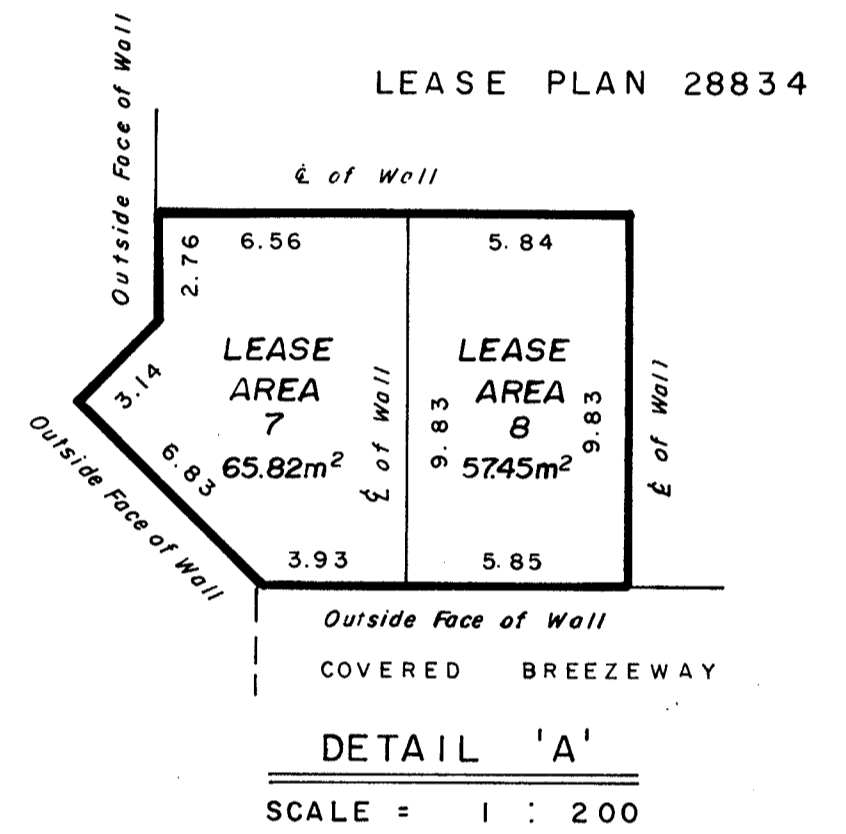 LEASE PLAN 28834
Outside Face of Wall
℄ of Wall
6.56
5.84
2.76
LEASE
AREA
7
65.82m²
LEASE
AREA
8
57.45m²
3.14
6.83
℄ of Wall
9.83
9.83
℄ of Wall
Outside Face of Wall
3.93
5.85
Outside Face of Wall
COVERED BREEZEWAY
DETAIL 'A'
SCALE = 1 : 200